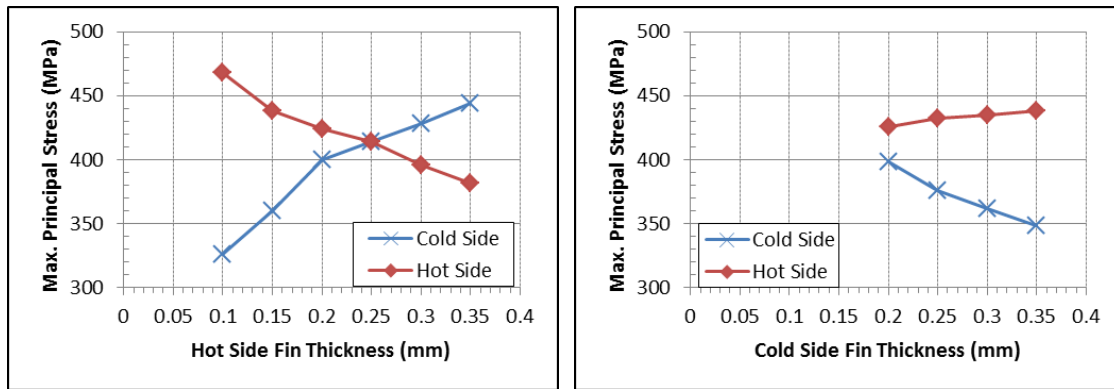 Max. Principal Stress (MPa)
500
450
400
350
300
0 0.05 0.1 0.15 0.2 0.25 0.3 0.35 0.4
Hot Side Fin Thickness (mm)
Cold Side
Hot Side
Max. Principal Stress (MPa)
500
450
400
350
300
0 0.05 0.1 0.15 0.2 0.25 0.3 0.35 0.4
Cold Side Fin Thickness (mm)
Cold Side
Hot Side